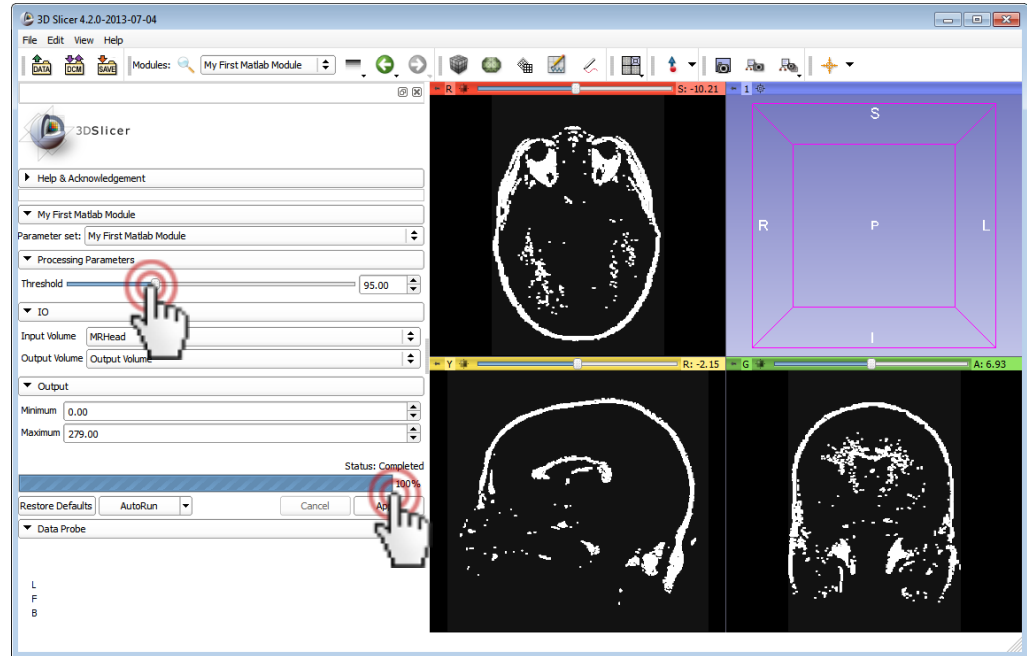 3D Slicer 4.2.0-2013-07-04
File Edit View Help
DATA DCM SAVE Modules: My First Matlab Module
R S: -10.21 1
3DSlicer
S
R P L
I
Help & Acknowledgement
My First Matlab Module
Parameter set: My First Matlab Module
Processing Parameters
Threshold 95.00
IO
Input Volume MRHead
Output Volume Output Volume
Y R: -2.15 G A: 6.93
Output
Minimum 0.00
Maximum 279.00
Status: Completed
100%
Restore Defaults AutoRun Cancel
Data Probe
L
F
B